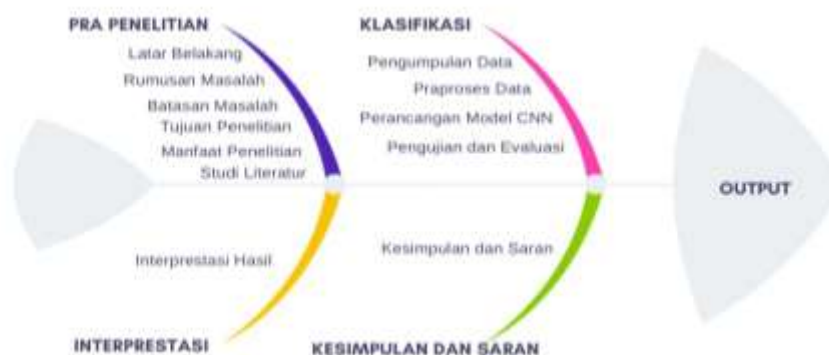 PRA PENELITIAN
Latar Belakang
Rumusan Masalah
Batasan Masalah
Tujuan Penelitian
Manfaat Penelitian
Studi Literatur
KLASIFIKASI
Pengumpulan Data
Praproses Data
Perancangan Model CNN
Pengujian dan Evaluasi
OUTPUT
Interprestasi Hasil
INTERPRESTASI
Kesimpulan dan Saran
KESIMPULAN DAN SARAN